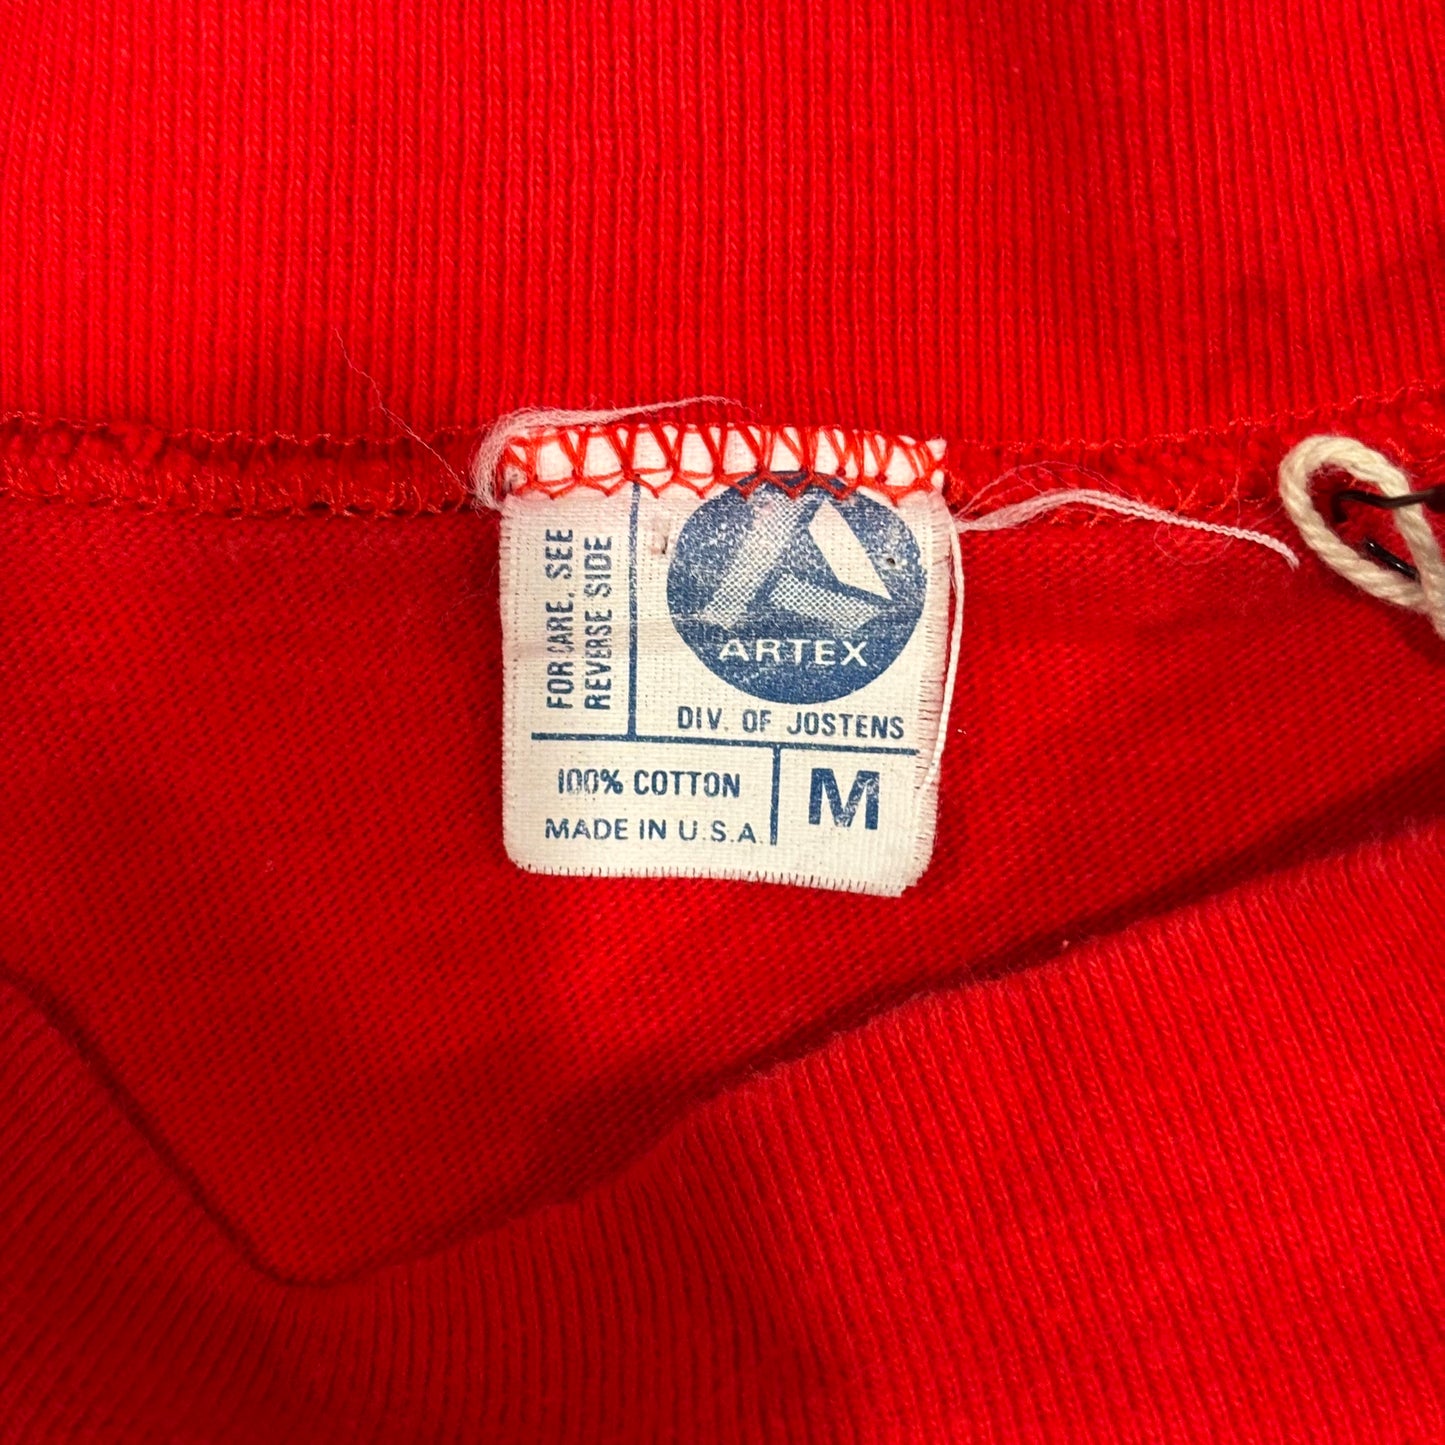 FOR CARE, SEE
REVERSE SIDE
ARTEX
DIV. OF JOSTENS
100% COTTON
MADE IN U.S.A.
M